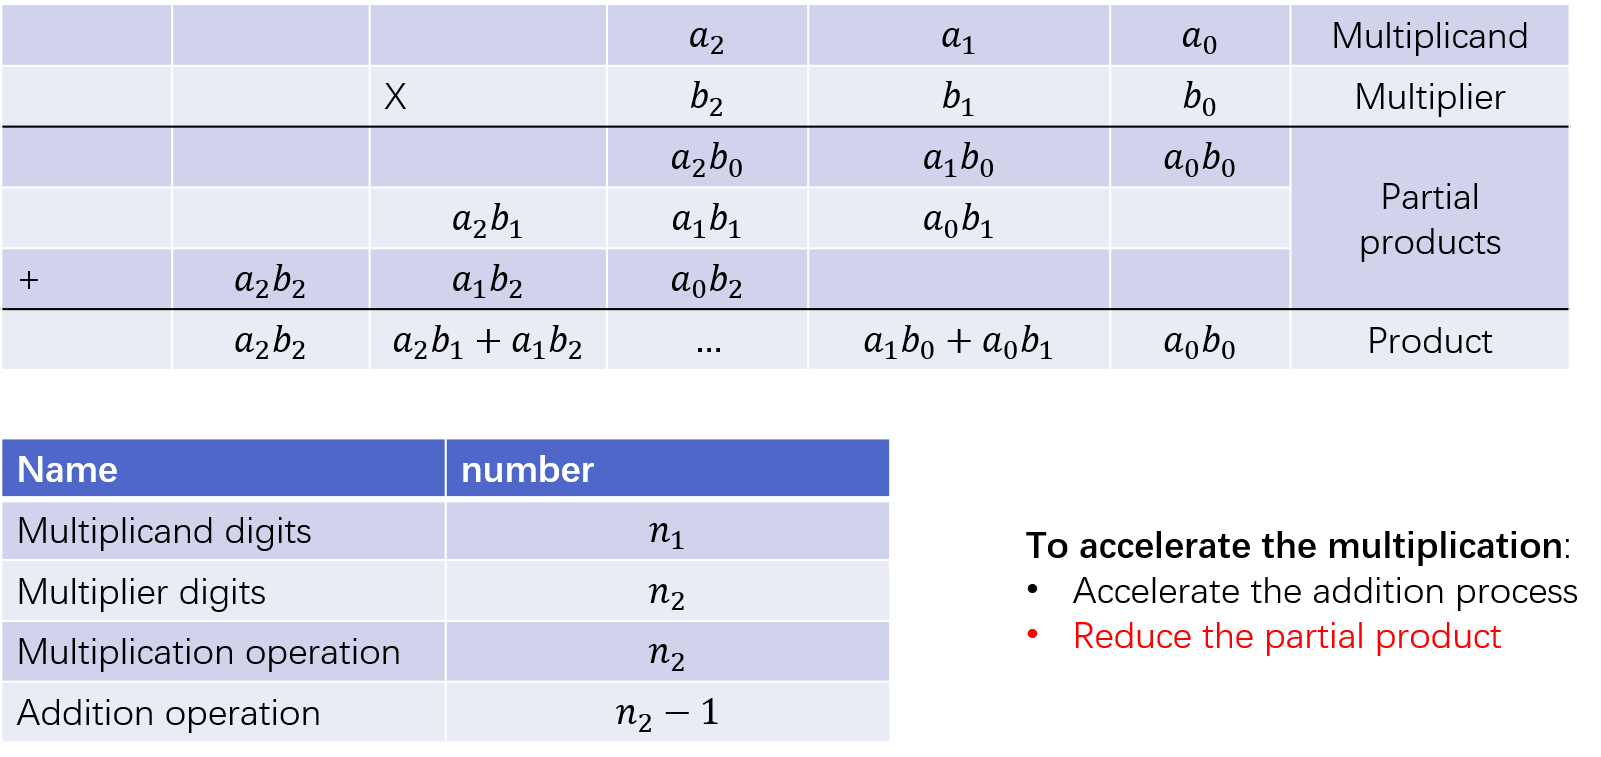 a₂ a₁ a₀ Multiplicand
X b₂ b₁ b₀ Multiplier
a₂b₀ a₁b₀ a₀b₀
a₂b₁ a₁b₁ a₀b₁
Partial
products
+ a₂b₂ a₁b₂ a₀b₂
a₂b₂ a₂b₁ + a₁b₂ ... a₁b₀ + a₀b₁ a₀b₀ Product
Name number
Multiplicand digits n₁
Multiplier digits n₂
Multiplication operation n₂
Addition operation n₂ − 1
To accelerate the multiplication:
• Accelerate the addition process
• Reduce the partial product